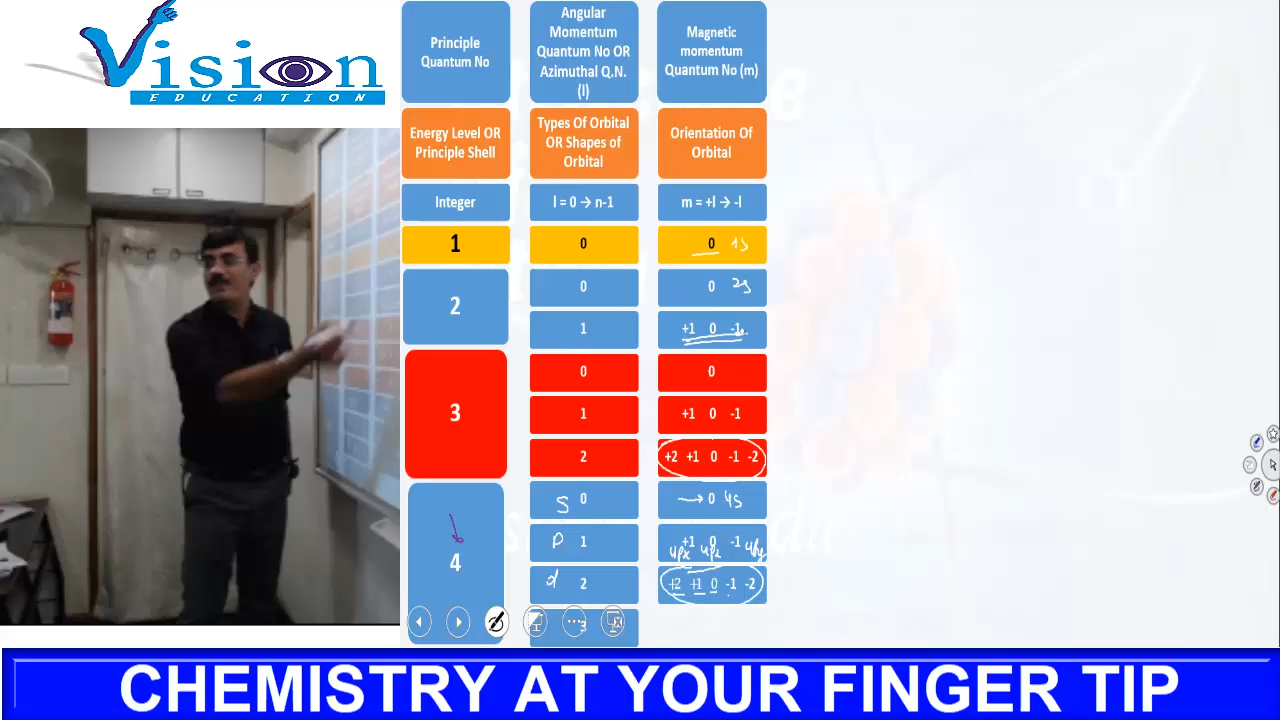 Vision
EDUCATION
Principle
Quantum No
Angular
Momentum
Quantum No OR
Azimuthal Q.N.
(l)
Magnetic
momentum
Quantum No (m)
Energy Level OR
Principle Shell
Types Of Orbital
OR Shapes of
Orbital
Orientation Of
Orbital
Integer
l = 0 → n-1
m = +l → -l
1
0
0 1s
2
0
0 2s
1
+1 0 -1
3
0
0
1
+1 0 -1
2
+2 +1 0 -1 -2
4
s 0
→ 0 4s
p 1
+1 0 -1
4px 4pz 4py
d 2
+2 +1 0 -1 -2
3
CHEMISTRY AT YOUR FINGER TIP